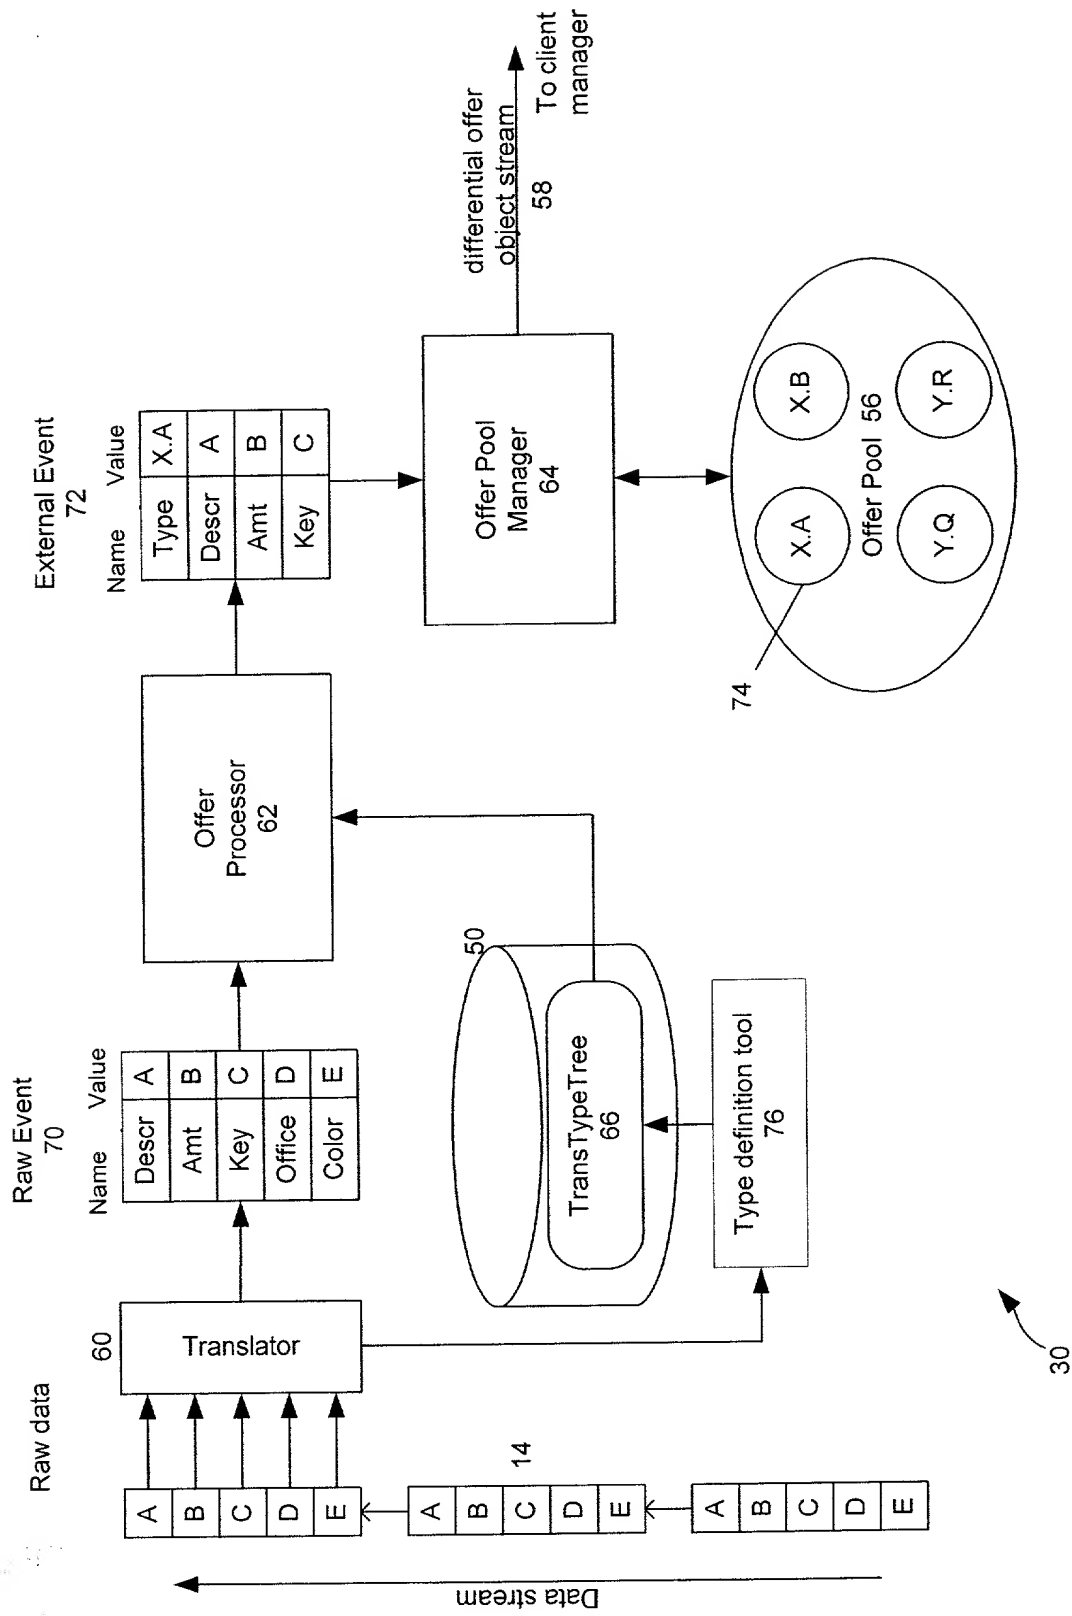 Data stream
Raw data
A
B
C
D
E
A
B
C
D
E
14
A
B
C
D
E
60
Translator
Raw Event
70
Name Value
Descr A
Amt B
Key C
Office D
Color E
50
TransTypeTree
66
Type definition tool
76
Offer
Processor
62
External Event
72
Name Value
Type X.A
Descr A
Amt B
Key C
Offer Pool
Manager
64
differential offer
object stream
58
To client
manager
74
X.A
X.B
Offer Pool 56
Y.Q
Y.R
30